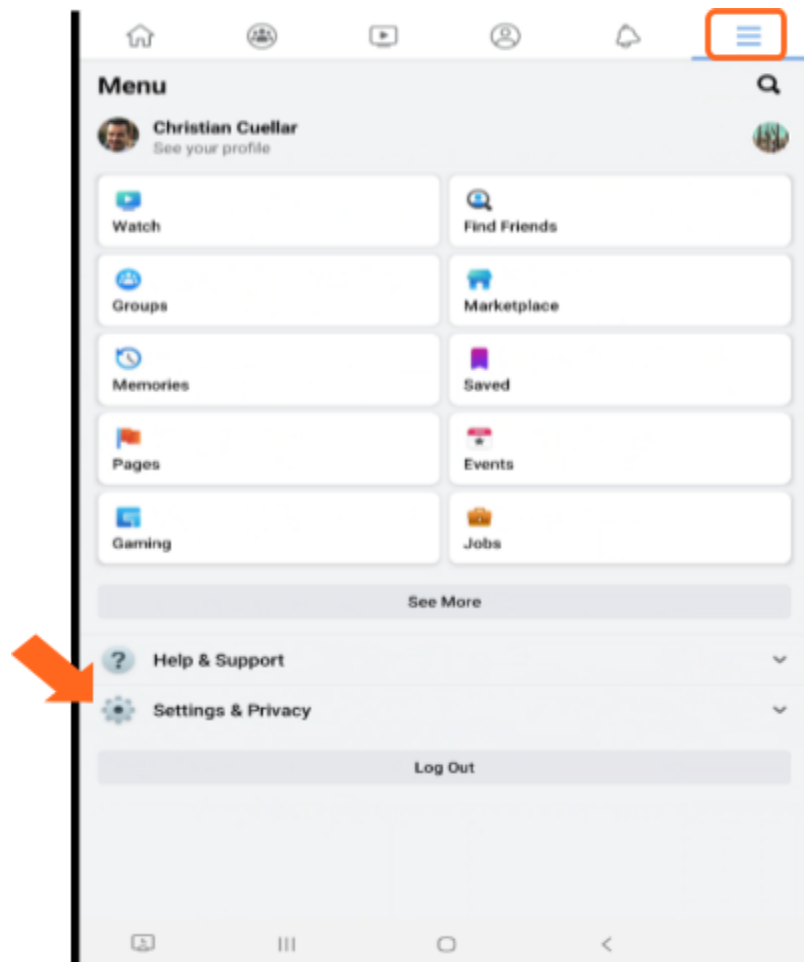 Menu
Christian Cuellar
See your profile
Watch
Find Friends
Groups
Marketplace
Memories
Saved
Pages
Events
Gaming
Jobs
See More
? Help & Support
Settings & Privacy
Log Out